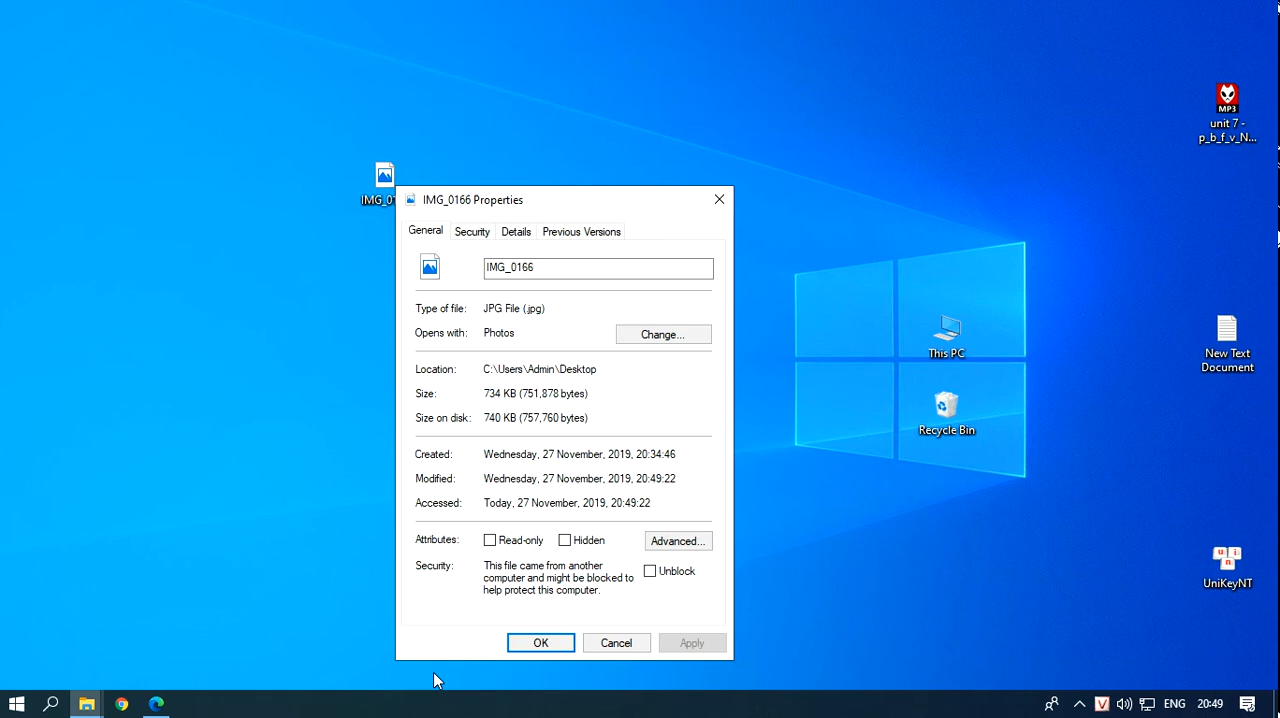 MP3
unit 7 -
p_b_f_v_N...
IMG_0
IMG_0166 Properties
General Security Details Previous Versions
IMG_0166
Type of file: JPG File (.jpg)
Opens with: Photos Change...
Location: C:\Users\Admin\Desktop
Size: 734 KB (751,878 bytes)
Size on disk: 740 KB (757,760 bytes)
Created: Wednesday, 27 November, 2019, 20:34:46
Modified: Wednesday, 27 November, 2019, 20:49:22
Accessed: Today, 27 November, 2019, 20:49:22
Attributes: Read-only Hidden Advanced...
Security: This file came from another
computer and might be blocked to
help protect this computer.
Unblock
OK Cancel Apply
This PC
Recycle Bin
New Text
Document
u i n
UniKeyNT
V ENG 20:49